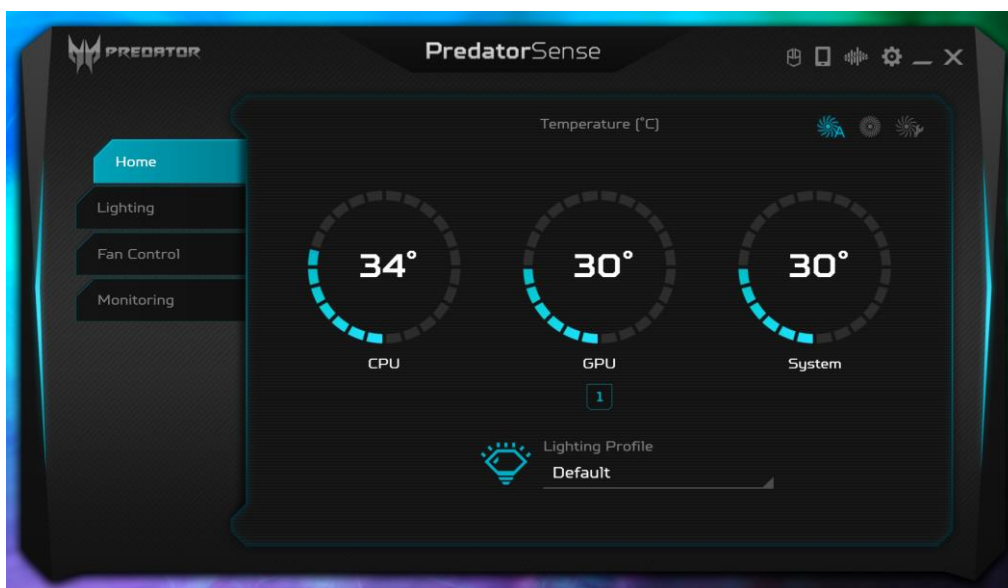 PREDATOR
PredatorSense
Temperature (°C)
A
Home
Lighting
Fan Control
Monitoring
34°
30°
30°
CPU
GPU
System
1
Lighting Profile
Default